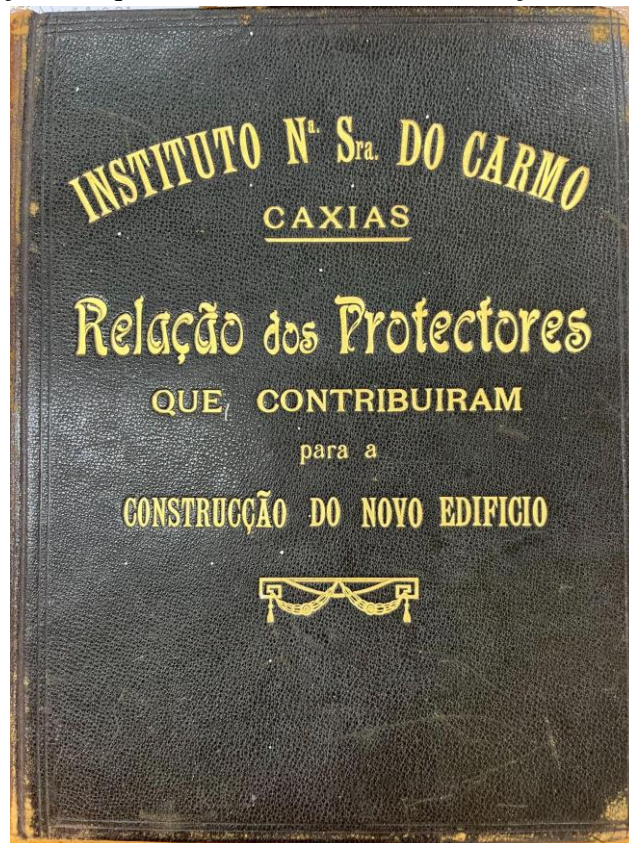 INSTITUTO Nª. Sra. DO CARMO
CAXIAS
Relação dos Protectores
QUE CONTRIBUIRAM
para a
CONSTRUCÇÃO DO NOVO EDIFICIO